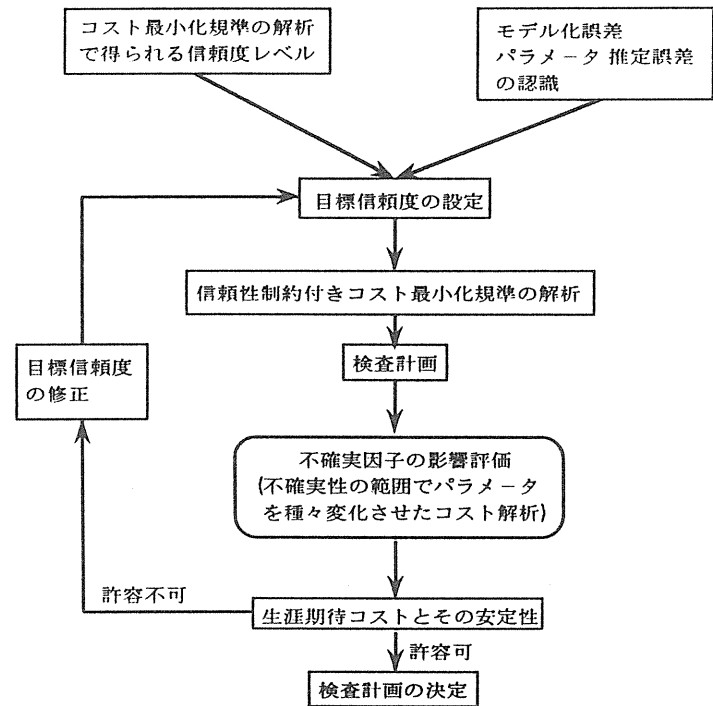 コスト最小化規準の解析
で得られる信頼度レベル
モデル化誤差
パラメータ 推定誤差
の認識
目標信頼度の設定
信頼性制約付きコスト最小化規準の解析
検査計画
目標信頼度
の修正
不確実因子の影響評価
(不確実性の範囲でパラメータ
を種々変化させたコスト解析)
許容不可
生涯期待コストとその安定性
許容可
検査計画の決定